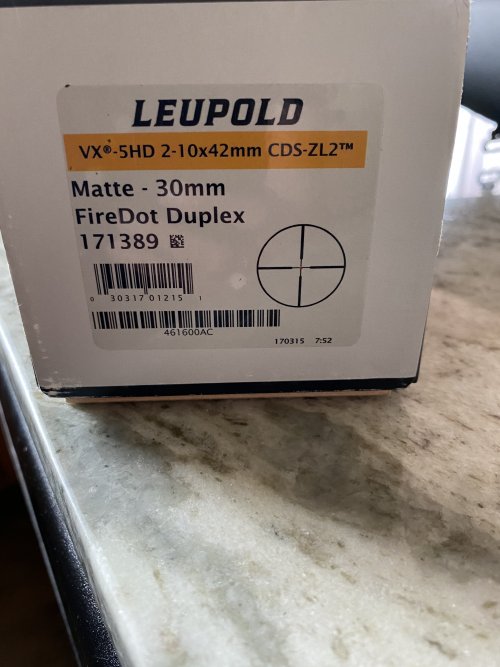 LEUPOLD
VX®-5HD 2-10x42mm CDS-ZL2™
Matte - 30mm
FireDot Duplex
171389
0 30317 01215 1
461600AC
170315 7:52